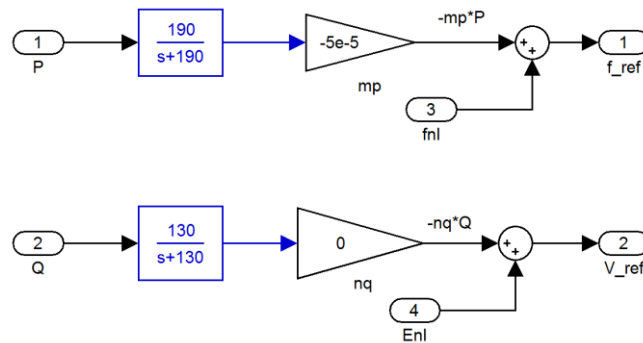 1
P
190
s+190
-5e-5
mp
-mp*P
+
+
3
fnl
1
f_ref
2
Q
130
s+130
0
nq
-nq*Q
+
+
4
Enl
2
V_ref